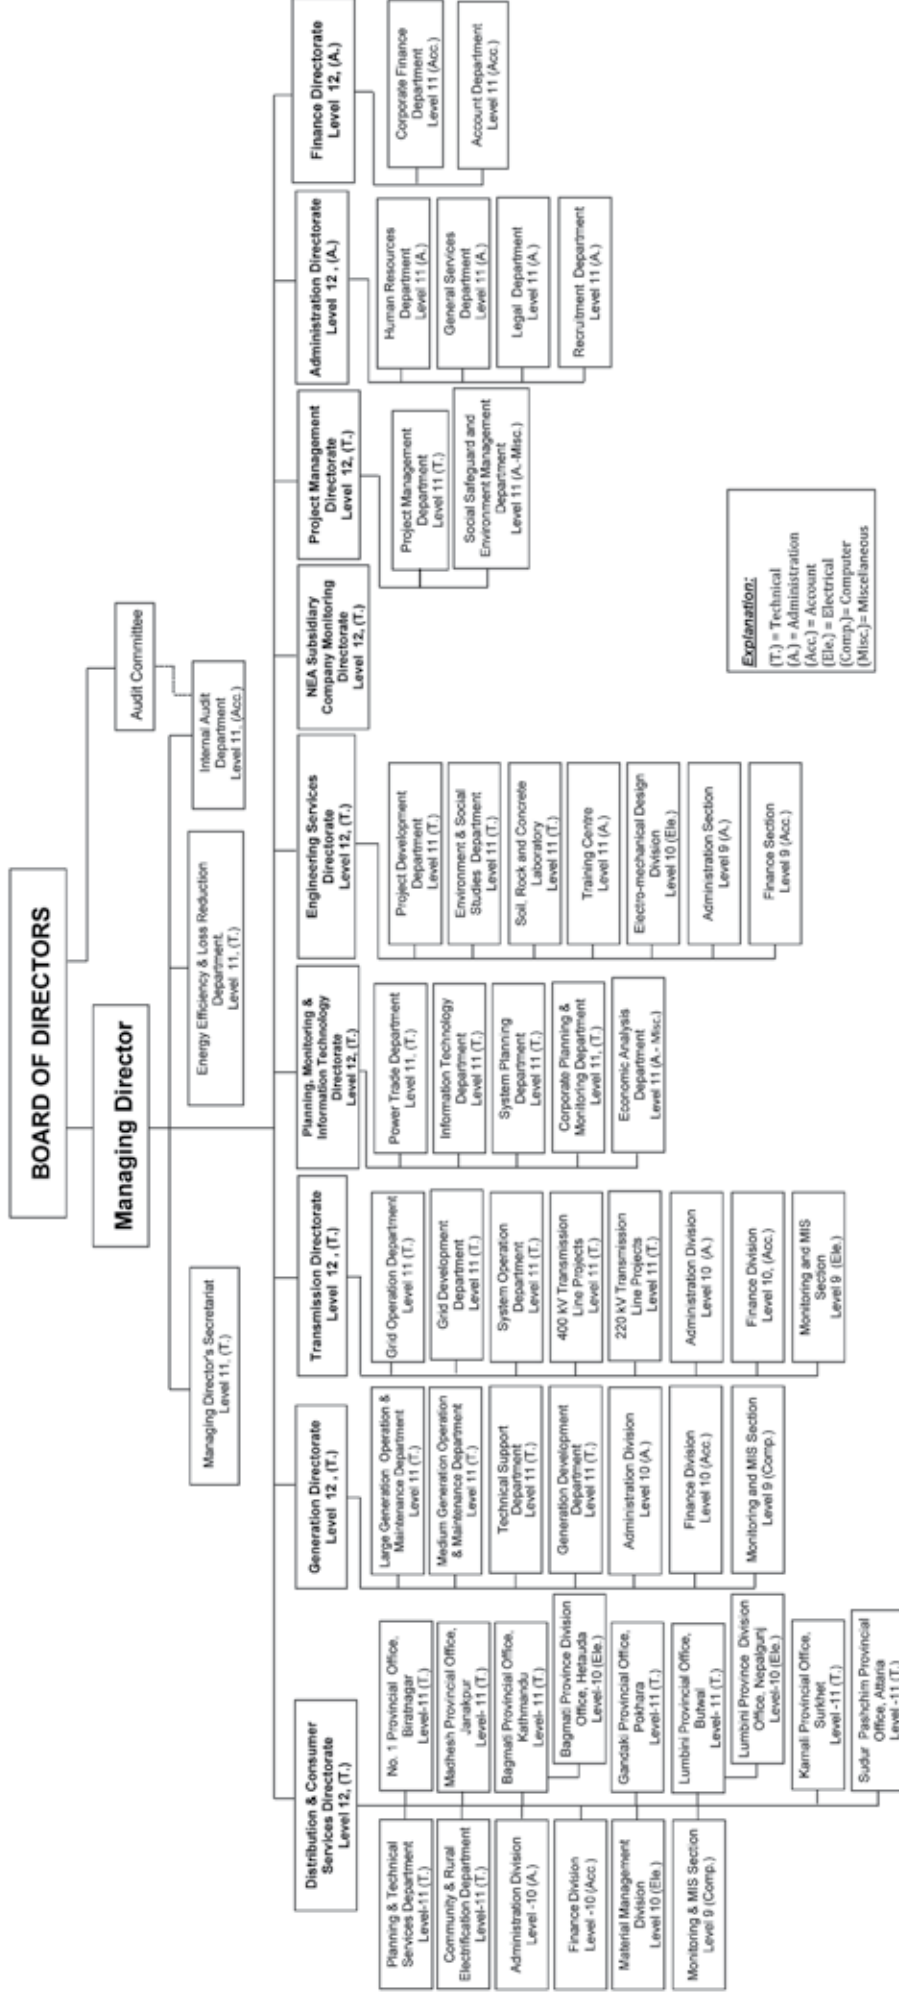 BOARD OF DIRECTORS
Managing Director
Audit Committee
Managing Director's Secretariat
Level 11, (T.)
Energy Efficiency & Loss Reduction
Department,
Level 11, (T.)
Internal Audit
Department
Level 11, (Acc.)
Distribution & Consumer
Services Directorate
Level 12, (T.)
Planning & Technical
Services Department
Level-11 (T.)
Community & Rural
Electrification Department
Level-11 (T.)
Administration Division
Level -10 (A.)
Finance Division
Level -10 (Acc.)
Material Management
Division
Level 10 (Ele.)
Monitoring & MIS Section
Level 9 (Comp.)
No. 1 Provincial Office,
Biratnagar
Level-11 (T.)
Madhesh Provincial Office,
Janakpur
Level- 11 (T.)
Bagmati Provincial Office,
Kathmandu
Level- 11 (T.)
Bagmati Province Division
Office, Hetauda
Level-10 (Ele.)
Gandaki Provincial Office,
Pokhara
Level-11 (T.)
Lumbini Provincial Office,
Butwal
Level- 11 (T.)
Lumbini Province Division
Office, Nepalgunj
Level-10 (Ele.)
Karnali Provincial Office,
Surkhet
Level -11 (T.)
Sudur Pashchim Provincial
Office, Attaria
Level -11 (T.)
Generation Directorate
Level 12 , (T.)
Large Generation Operation &
Maintenance Department
Level 11 (T.)
Medium Generation Operation
& Maintenance Department
Level 11 (T.)
Technical Support
Department
Level 11 (T.)
Generation Development
Department
Level 11 (T.)
Administration Division
Level 10 (A.)
Finance Division
Level 10 (Acc.)
Monitoring and MIS Section
Level 9 (Comp.)
Transmission Directorate
Level 12 , (T.)
Grid Operation Department
Level 11 (T.)
Grid Development
Department
Level 11 (T.)
System Operation
Department
Level 11 (T.)
400 kV Transmission
Line Projects
Level 11 (T.)
220 kV Transmission
Line Projects
Level 11 (T.)
Administration Division
Level 10 (A.)
Finance Division
Level 10, (Acc.)
Monitoring and MIS
Section
Level 9 (Ele.)
Planning, Monitoring &
Information Technology
Directorate
Level 12, (T.)
Power Trade Department
Level 11, (T.)
Information Technology
Department
Level 11 (T.)
System Planning
Department
Level 11 (T.)
Corporate Planning &
Monitoring Department
Level 11, (T.)
Economic Analysis
Department
Level 11 (A - Misc.)
Engineering Services
Directorate
Level 12, (T.)
Project Development
Department
Level 11 (T.)
Environment & Social
Studies Department
Level 11 (T.)
Soil, Rock and Concrete
Laboratory
Level 11 (T.)
Training Centre
Level 11 (A.)
Electro-mechanical Design
Division
Level 10 (Ele.)
Administration Section
Level 9 (A.)
Finance Section
Level 9 (Acc.)
NEA Subsidiary
Company Monitoring
Directorate
Level 12, (T.)
Project Management
Directorate
Level 12, (T.)
Project Management
Department
Level 11 (T.)
Social Safeguard and
Environment Management
Department
Level 11 (A.-Misc.)
Administration Directorate
Level 12 , (A.)
Human Resources
Department
Level 11 (A.)
General Services
Department
Level 11 (A.)
Legal Department
Level 11 (A.)
Recruitment Department
Level 11 (A.)
Finance Directorate
Level 12, (A.)
Corporate Finance
Department
Level 11 (Acc.)
Account Department
Level 11 (Acc.)
Explanation:
(T.) = Technical
(A.) = Administration
(Acc.) = Account
(Ele.) = Electrical
(Comp.)= Computer
(Misc.)= Miscellaneous